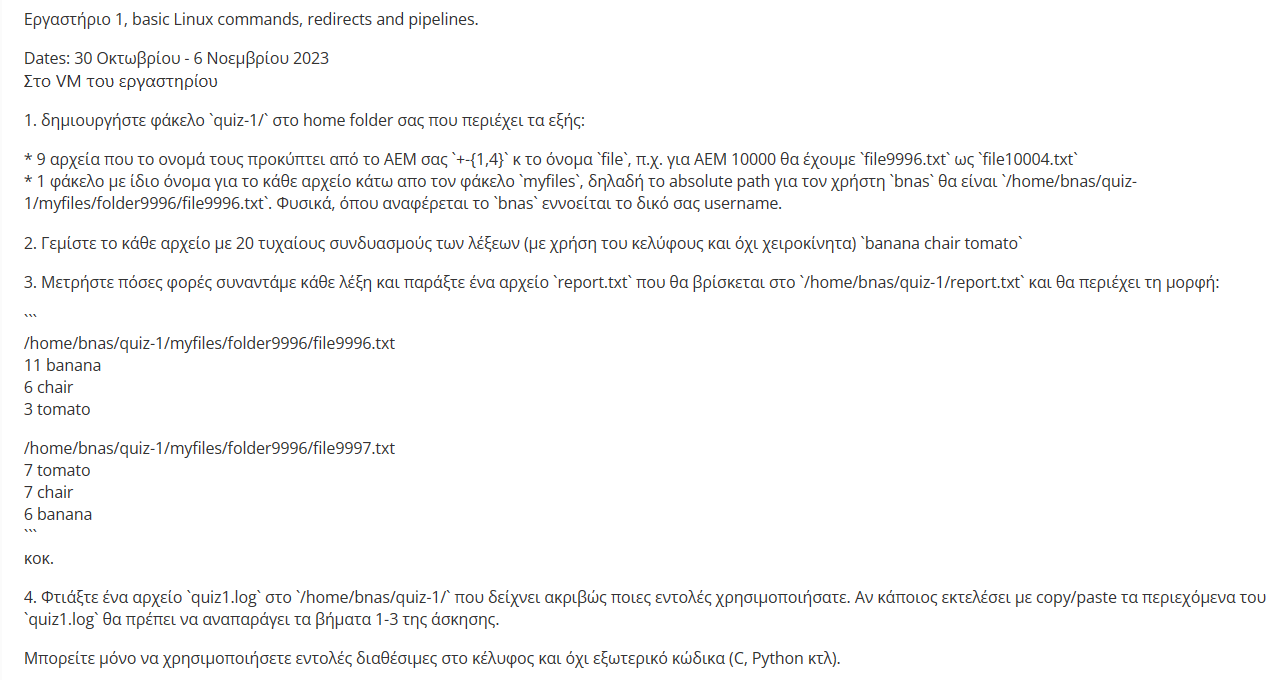 Εργαστήριο 1, basic Linux commands, redirects and pipelines.
Dates: 30 Οκτωβρίου - 6 Νοεμβρίου 2023
Στο VM του εργαστηρίου
1. δημιουργήστε φάκελο `quiz-1/` στο home folder σας που περιέχει τα εξής:
* 9 αρχεία που το ονομά τους προκύπτει από το ΑΕΜ σας `+-{1,4}` κ το όνομα `file`, π.χ. για ΑΕΜ 10000 θα έχουμε `file9996.txt` ως `file10004.txt`
* 1 φάκελο με ίδιο όνομα για το κάθε αρχείο κάτω απο τον φάκελο `myfiles`, δηλαδή το absolute path για τον χρήστη `bnas` θα είναι `/home/bnas/quiz-
1/myfiles/folder9996/file9996.txt`. Φυσικά, όπου αναφέρεται το `bnas` εννοείται το δικό σας username.
2. Γεμίστε το κάθε αρχείο με 20 τυχαίους συνδυασμούς των λέξεων (με χρήση του κελύφους και όχι χειροκίνητα) `banana chair tomato`
3. Μετρήστε πόσες φορές συναντάμε κάθε λέξη και παράξτε ένα αρχείο `report.txt` που θα βρίσκεται στο `/home/bnas/quiz-1/report.txt` και θα περιέχει τη μορφή:
```
/home/bnas/quiz-1/myfiles/folder9996/file9996.txt
11 banana
6 chair
3 tomato
/home/bnas/quiz-1/myfiles/folder9996/file9997.txt
7 tomato
7 chair
6 banana
```
κοκ.
4. Φτιάξτε ένα αρχείο `quiz1.log` στο `/home/bnas/quiz-1/` που δείχνει ακριβώς ποιες εντολές χρησιμοποιήσατε. Αν κάποιος εκτελέσει με copy/paste τα περιεχόμενα του
`quiz1.log` θα πρέπει να αναπαράγει τα βήματα 1-3 της άσκησης.
Μπορείτε μόνο να χρησιμοποιήσετε εντολές διαθέσιμες στο κέλυφος και όχι εξωτερικό κώδικα (C, Python κτλ).